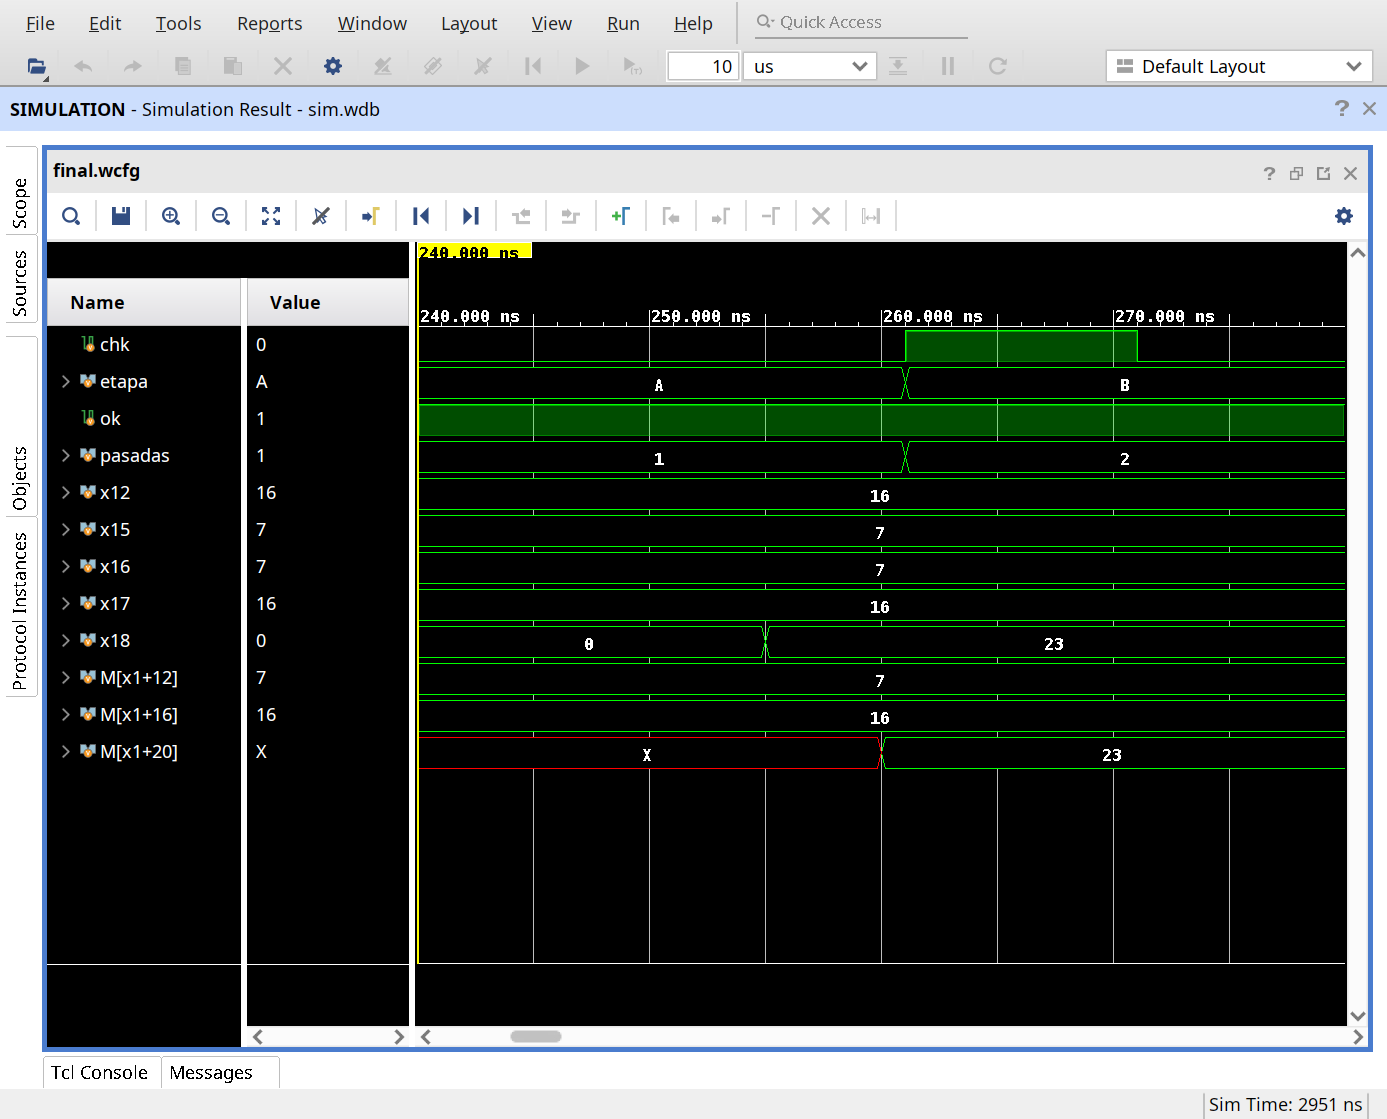 File Edit Tools Reports Window Layout View Run Help Quick Access
10 us Default Layout
SIMULATION - Simulation Result - sim.wdb
Scope
Sources
Objects
Protocol Instances
final.wcfg
240.000 ns
Name Value
240.000 ns 250.000 ns 260.000 ns 270.000 ns
chk 0
etapa A A B
ok 1
pasadas 1 1 2
x12 16 16
x15 7 7
x16 7 7
x17 16 16
x18 0 0 23
M[x1+12] 7 7
M[x1+16] 16 16
M[x1+20] X X 23
Tcl Console Messages
Sim Time: 2951 ns